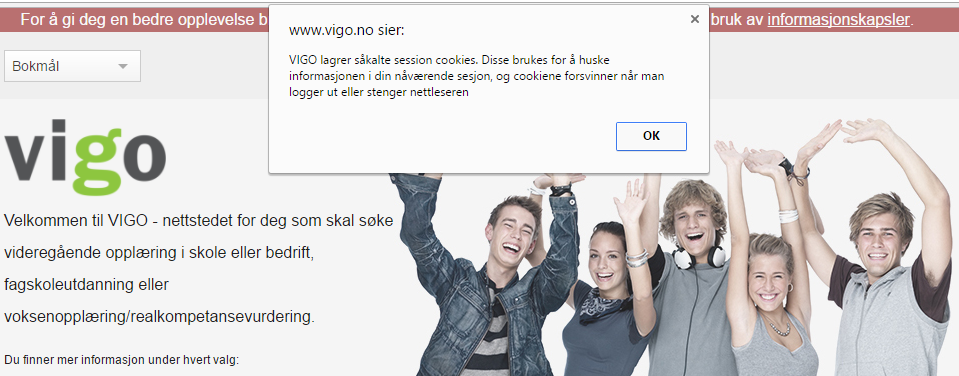 For å gi deg en bedre opplevelse b
bruk av informasjonskapsler.
www.vigo.no sier:
VIGO lagrer såkalte session cookies. Disse brukes for å huske
informasjonen i din nåværende sesjon, og cookiene forsvinner når man
logger ut eller stenger nettleseren
OK
Bokmål
vigo
Velkommen til VIGO - nettstedet for deg som skal søke
videregående opplæring i skole eller bedrift,
fagskoleutdanning eller
voksenopplæring/realkompetansevurdering.
Du finner mer informasjon under hvert valg: